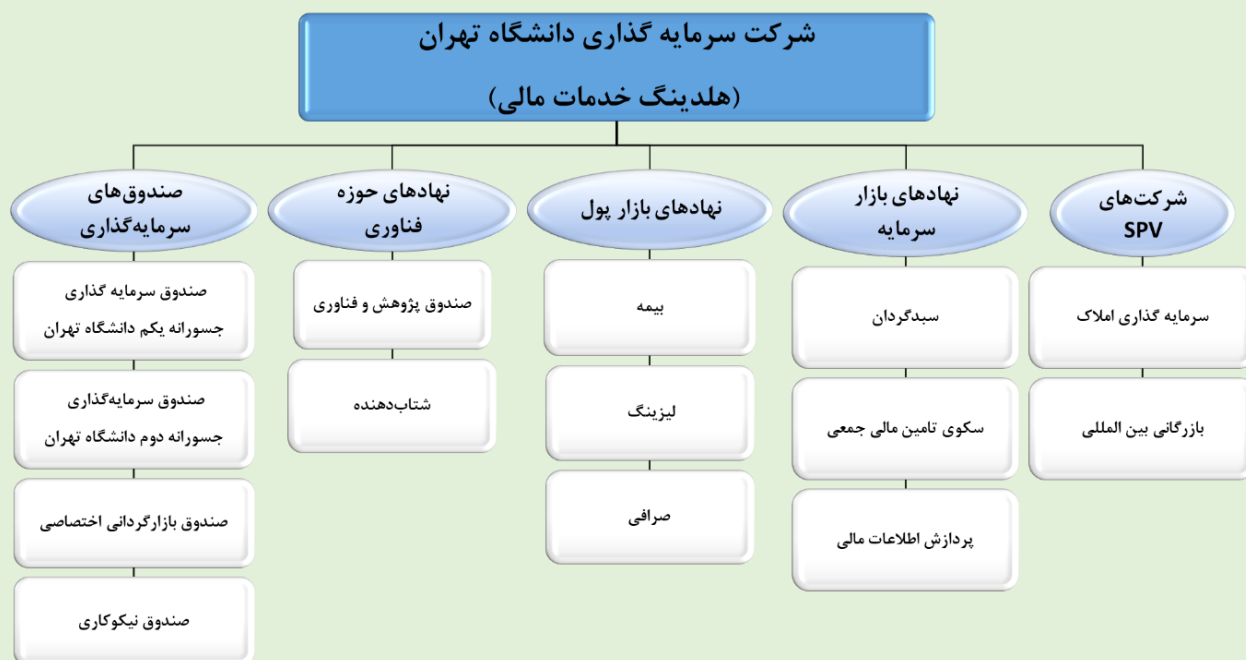 شرکت سرمایه گذاری دانشگاه تهران
(هلدینگ خدمات مالی)
شرکت‌های
SPV
سرمایه گذاری املاک
بازرگانی بین المللی
نهادهای بازار
سرمایه
سبدگردان
سکوی تامین مالی جمعی
پردازش اطلاعات مالی
نهادهای بازار پول
بیمه
لیزینگ
صرافی
نهادهای حوزه
فناوری
صندوق پژوهش و فناوری
شتاب‌دهنده
صندوق‌های
سرمایه‌گذاری
صندوق سرمایه گذاری
جسورانه یکم دانشگاه تهران
صندوق سرمایه‌گذاری
جسورانه دوم دانشگاه تهران
صندوق بازارگردانی اختصاصی
صندوق نیکوکاری